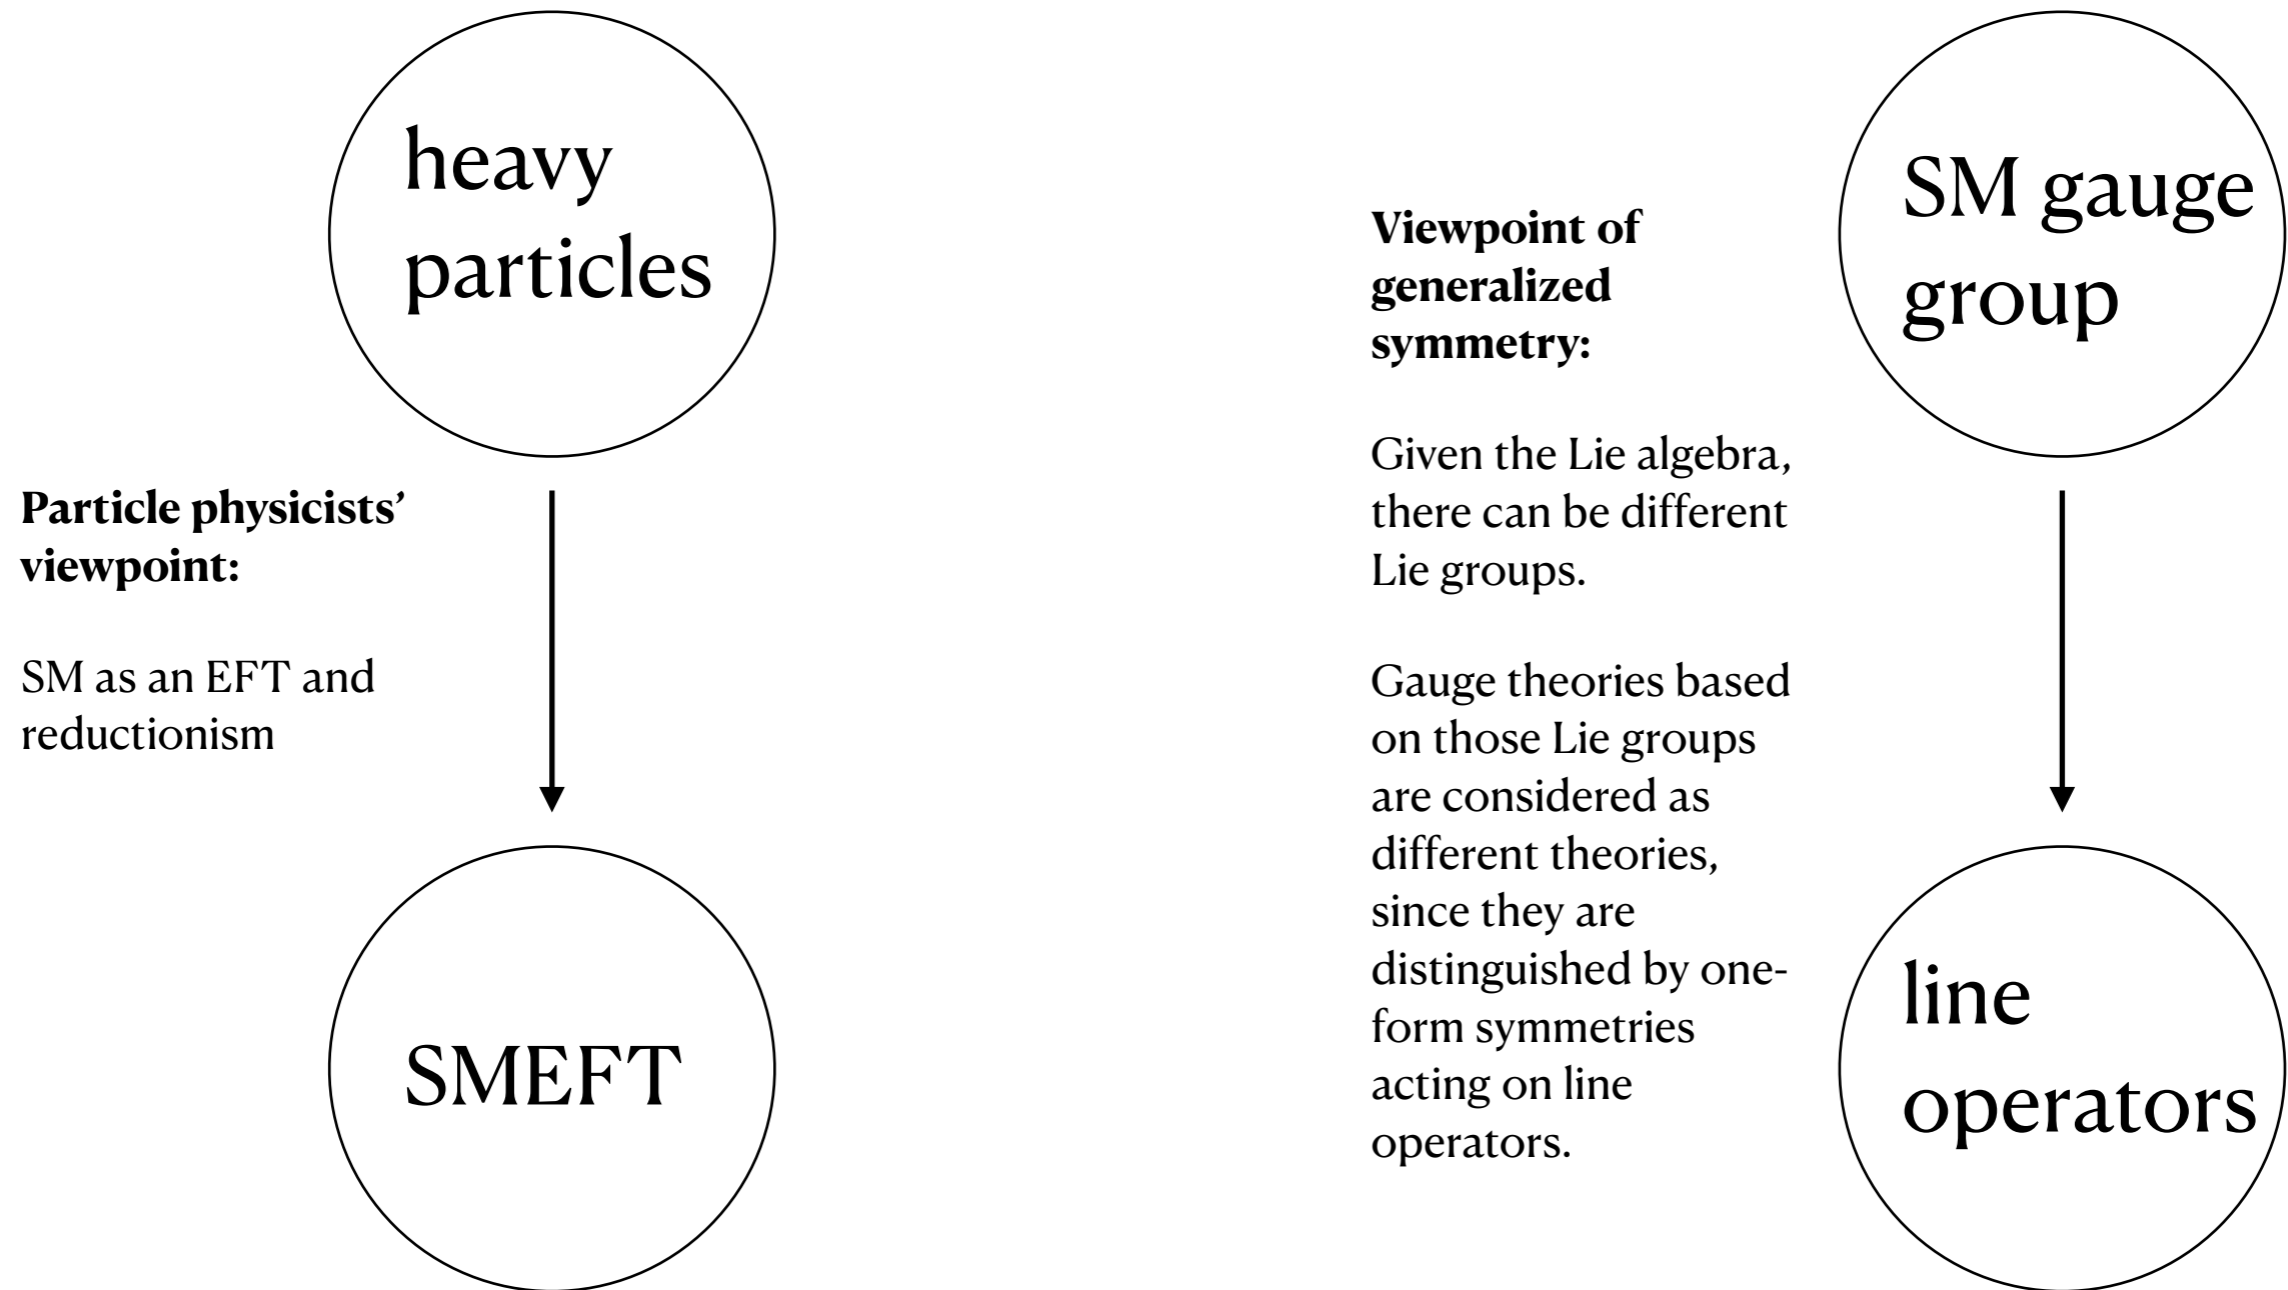 heavy
particles
Particle physicists’
viewpoint:
SM as an EFT and
reductionism
SMEFT
Viewpoint of
generalized
symmetry:
Given the Lie algebra,
there can be different
Lie groups.
Gauge theories based
on those Lie groups
are considered as
different theories,
since they are
distinguished by one-
form symmetries
acting on line
operators.
SM gauge
group
line
operators